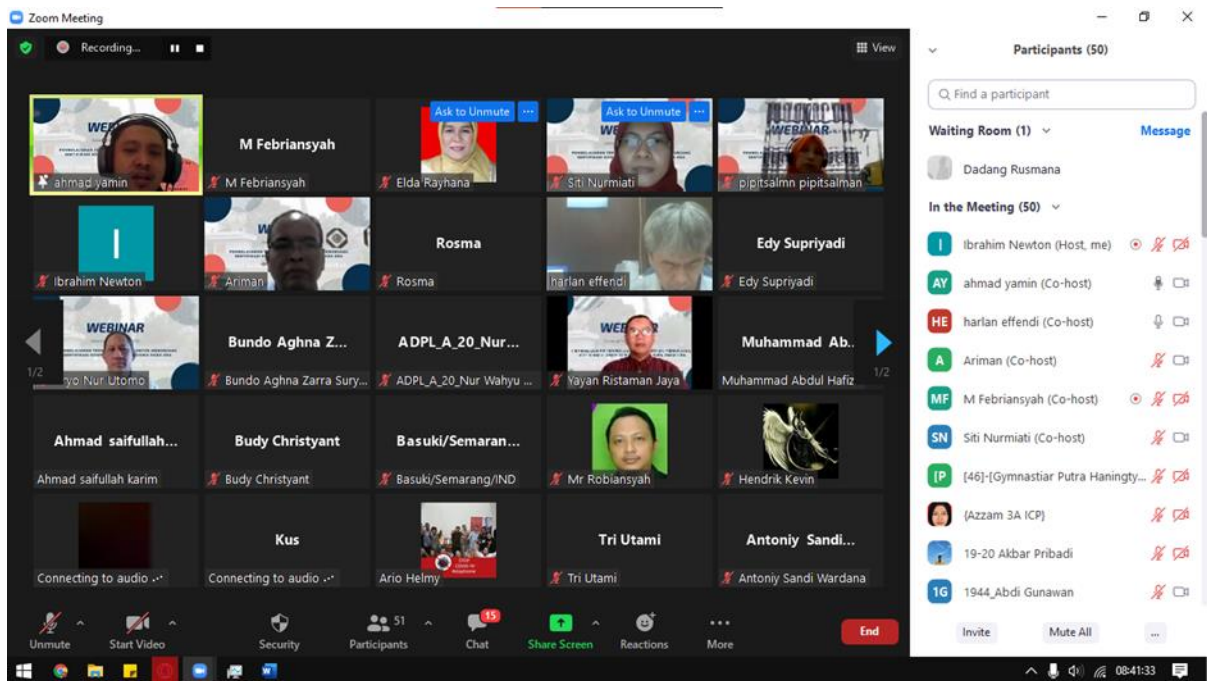 Zoom Meeting
Recording...
View
Participants (50)
Find a participant
Waiting Room (1)
Message
Dadang Rusmana
In the Meeting (50)
Ibrahim Newton (Host, me)
AY
ahmad yamin (Co-host)
HE
harlan effendi (Co-host)
A
Ariman (Co-host)
MF
M Febriansyah (Co-host)
SN
Siti Nurmiati (Co-host)
[P
[46]-[Gymnastiar Putra Haningty...
{Azzam 3A ICP}
19-20 Akbar Pribadi
1G
1944_Abdi Gunawan
Invite
Mute All
...
ahmad yamin
M Febriansyah
M Febriansyah
Ask to Unmute
...
Elda Rayhana
Ask to Unmute
...
Siti Nurmiati
WEBINAR
pipitsalmn pipitsalman
I
Ibrahim Newton
Ariman
Rosma
Rosma
harlan effendi
Edy Supriyadi
Edy Supriyadi
WEBINAR
yo Nur Utomo
Bundo Aghna Z...
Bundo Aghna Zarra Sury...
ADPL_A_20_Nur...
ADPL_A_20_Nur Wahyu ...
Yayan Ristaman Jaya
Muhammad Ab..
Muhammad Abdul Hafiz
1/2
1/2
Ahmad saifullah...
Ahmad saifullah karim
Budy Christyant
Budy Christyant
Basuki/Semaran...
Basuki/Semarang/IND
Mr Robiansyah
Hendrik Kevin
Connecting to audio
Kus
Connecting to audio
Ario Helmy
Tri Utami
Tri Utami
Antoniy Sandi...
Antoniy Sandi Wardana
Unmute
Start Video
Security
51
Participants
15
Chat
Share Screen
Reactions
More
End
08:41:33